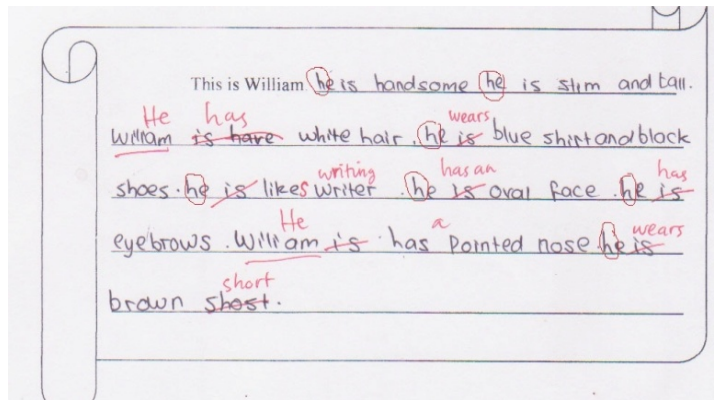 This is William he is handsome he is slim and tall.
He has
William is have white hair . he is blue shirt and black
wears
shoes . he is likes writer . he is oval face . he is
writing has an has
eyebrows . William is . has pointed nose . he is
He a wears
brown shost .
short